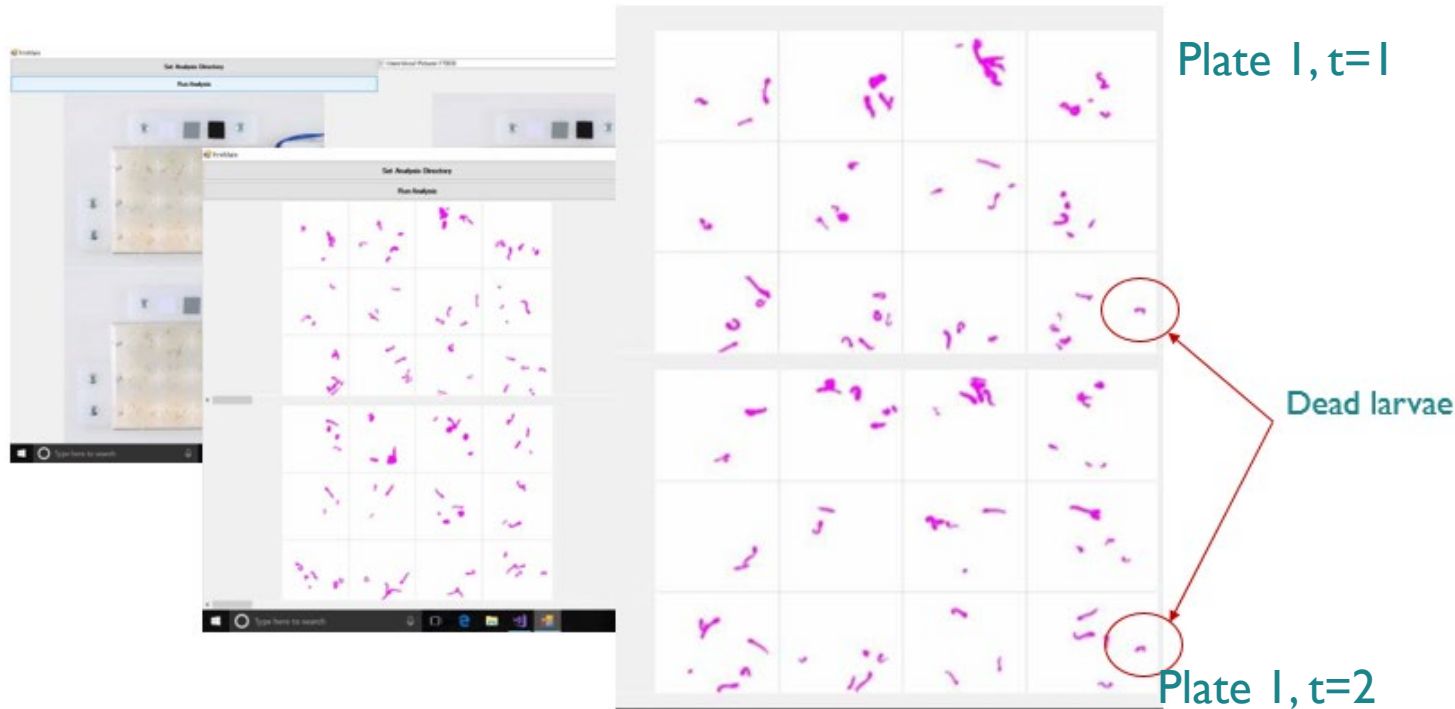 Set Analysis Directory
Run Analysis
Type here to search
Set Analysis Directory
Run Analysis
Type here to search
Plate 1, t=1
Dead larvae
Plate 1, t=2